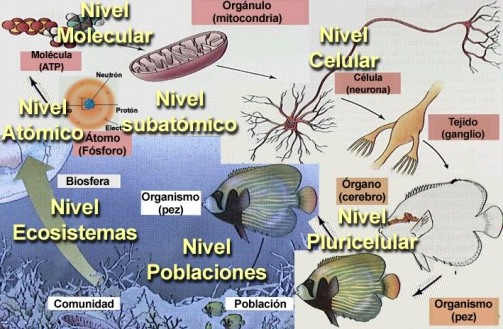 Nivel
Molecular
Molécula
(ATP)
Orgánulo
(mitocondria)
Nivel
Celular
Célula
(neurona)
Neutrón
Protón
Elect
Nivel
Atómico
Nivel
subatómico
Átomo
(Fósforo)
Tejido
(ganglio)
Biosfera
Organismo
(pez)
Órgano
(cerebro)
Nivel
Ecosistemas
Nivel
Poblaciones
Nivel
Pluricelular
Comunidad
Población
Organismo
(pez)